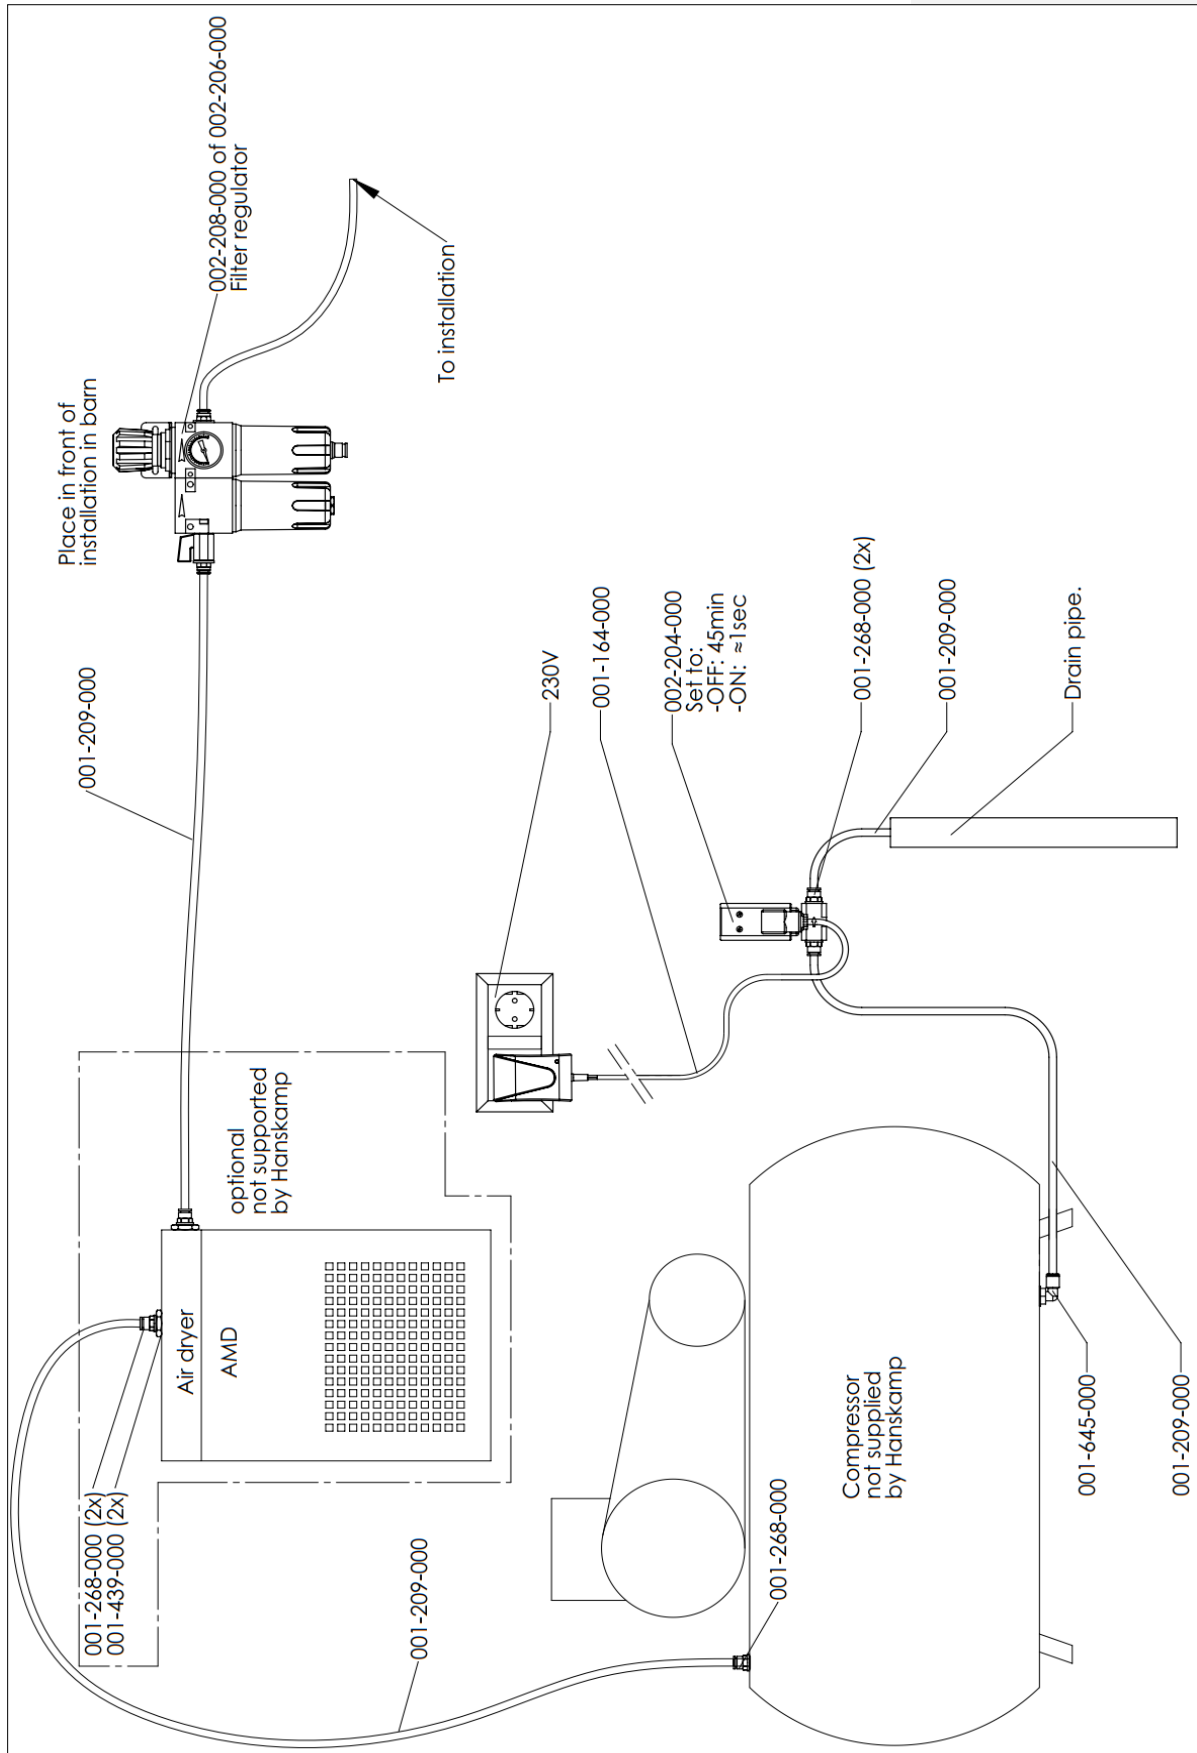 Place in front of
installation in barn
002-208-000 of 002-206-000
Filter regulator
001-209-000
To installation
001-268-000 (2x)
001-439-000 (2x)
Air dryer
AMD
optional
not supported
by Hanskamp
230V
001-164-000
002-204-000
Set to:
-OFF: 45min
-ON: ≈1sec
001-268-000 (2x)
001-209-000
Drain pipe.
001-209-000
001-268-000
Compressor
not supplied
by Hanskamp
001-645-000
001-209-000